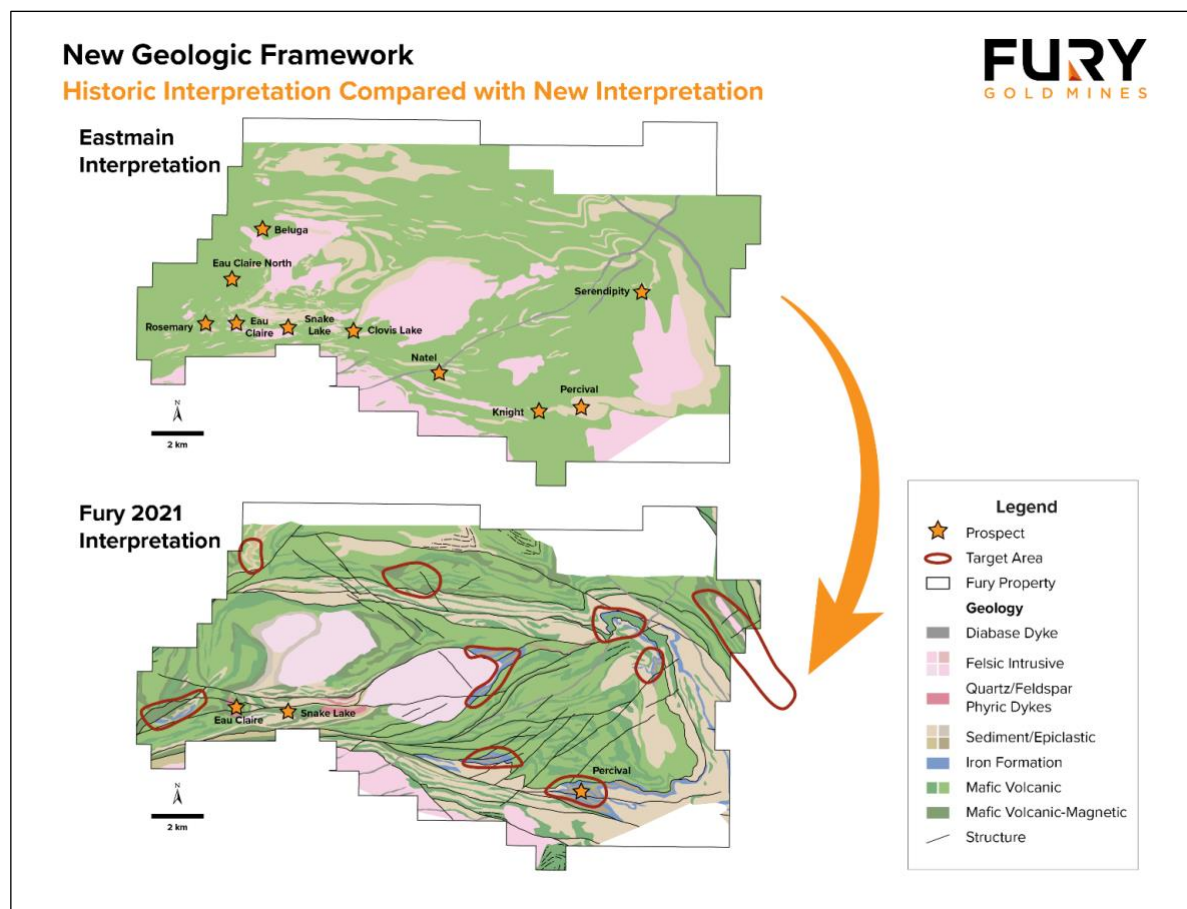 New Geologic Framework
Historic Interpretation Compared with New Interpretation
FURY
GOLD MINES
Eastmain
Interpretation
Beluga
Eau Claire North
Serendipity
Rosemary
Eau
Claire
Snake
Lake
Clovis Lake
Natel
Percival
Knight
N
2 km
Fury 2021
Interpretation
Eau Claire
Snake Lake
Percival
N
2 km
Legend
Prospect
Target Area
Fury Property
Geology
Diabase Dyke
Felsic Intrusive
Quartz/Feldspar
Phyric Dykes
Sediment/Epiclastic
Iron Formation
Mafic Volcanic
Mafic Volcanic-Magnetic
Structure